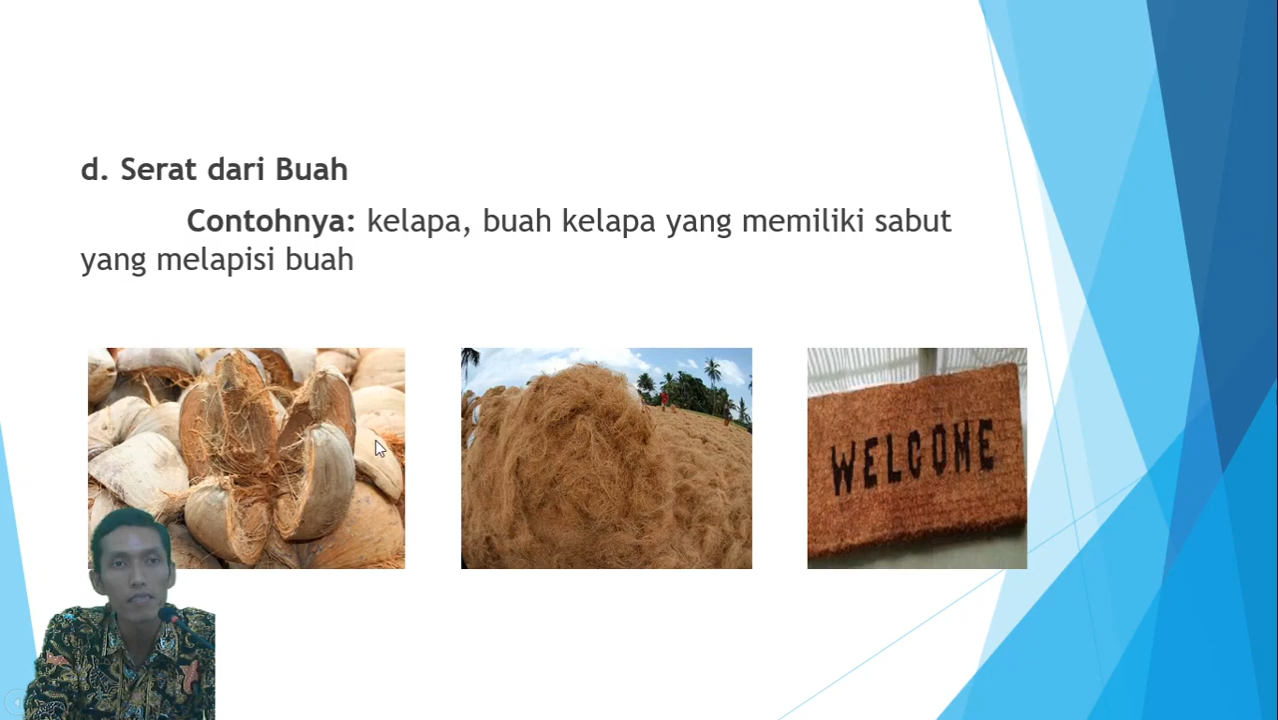 d. Serat dari Buah
Contohnya: kelapa, buah kelapa yang memiliki sabut
yang melapisi buah
WELCOME